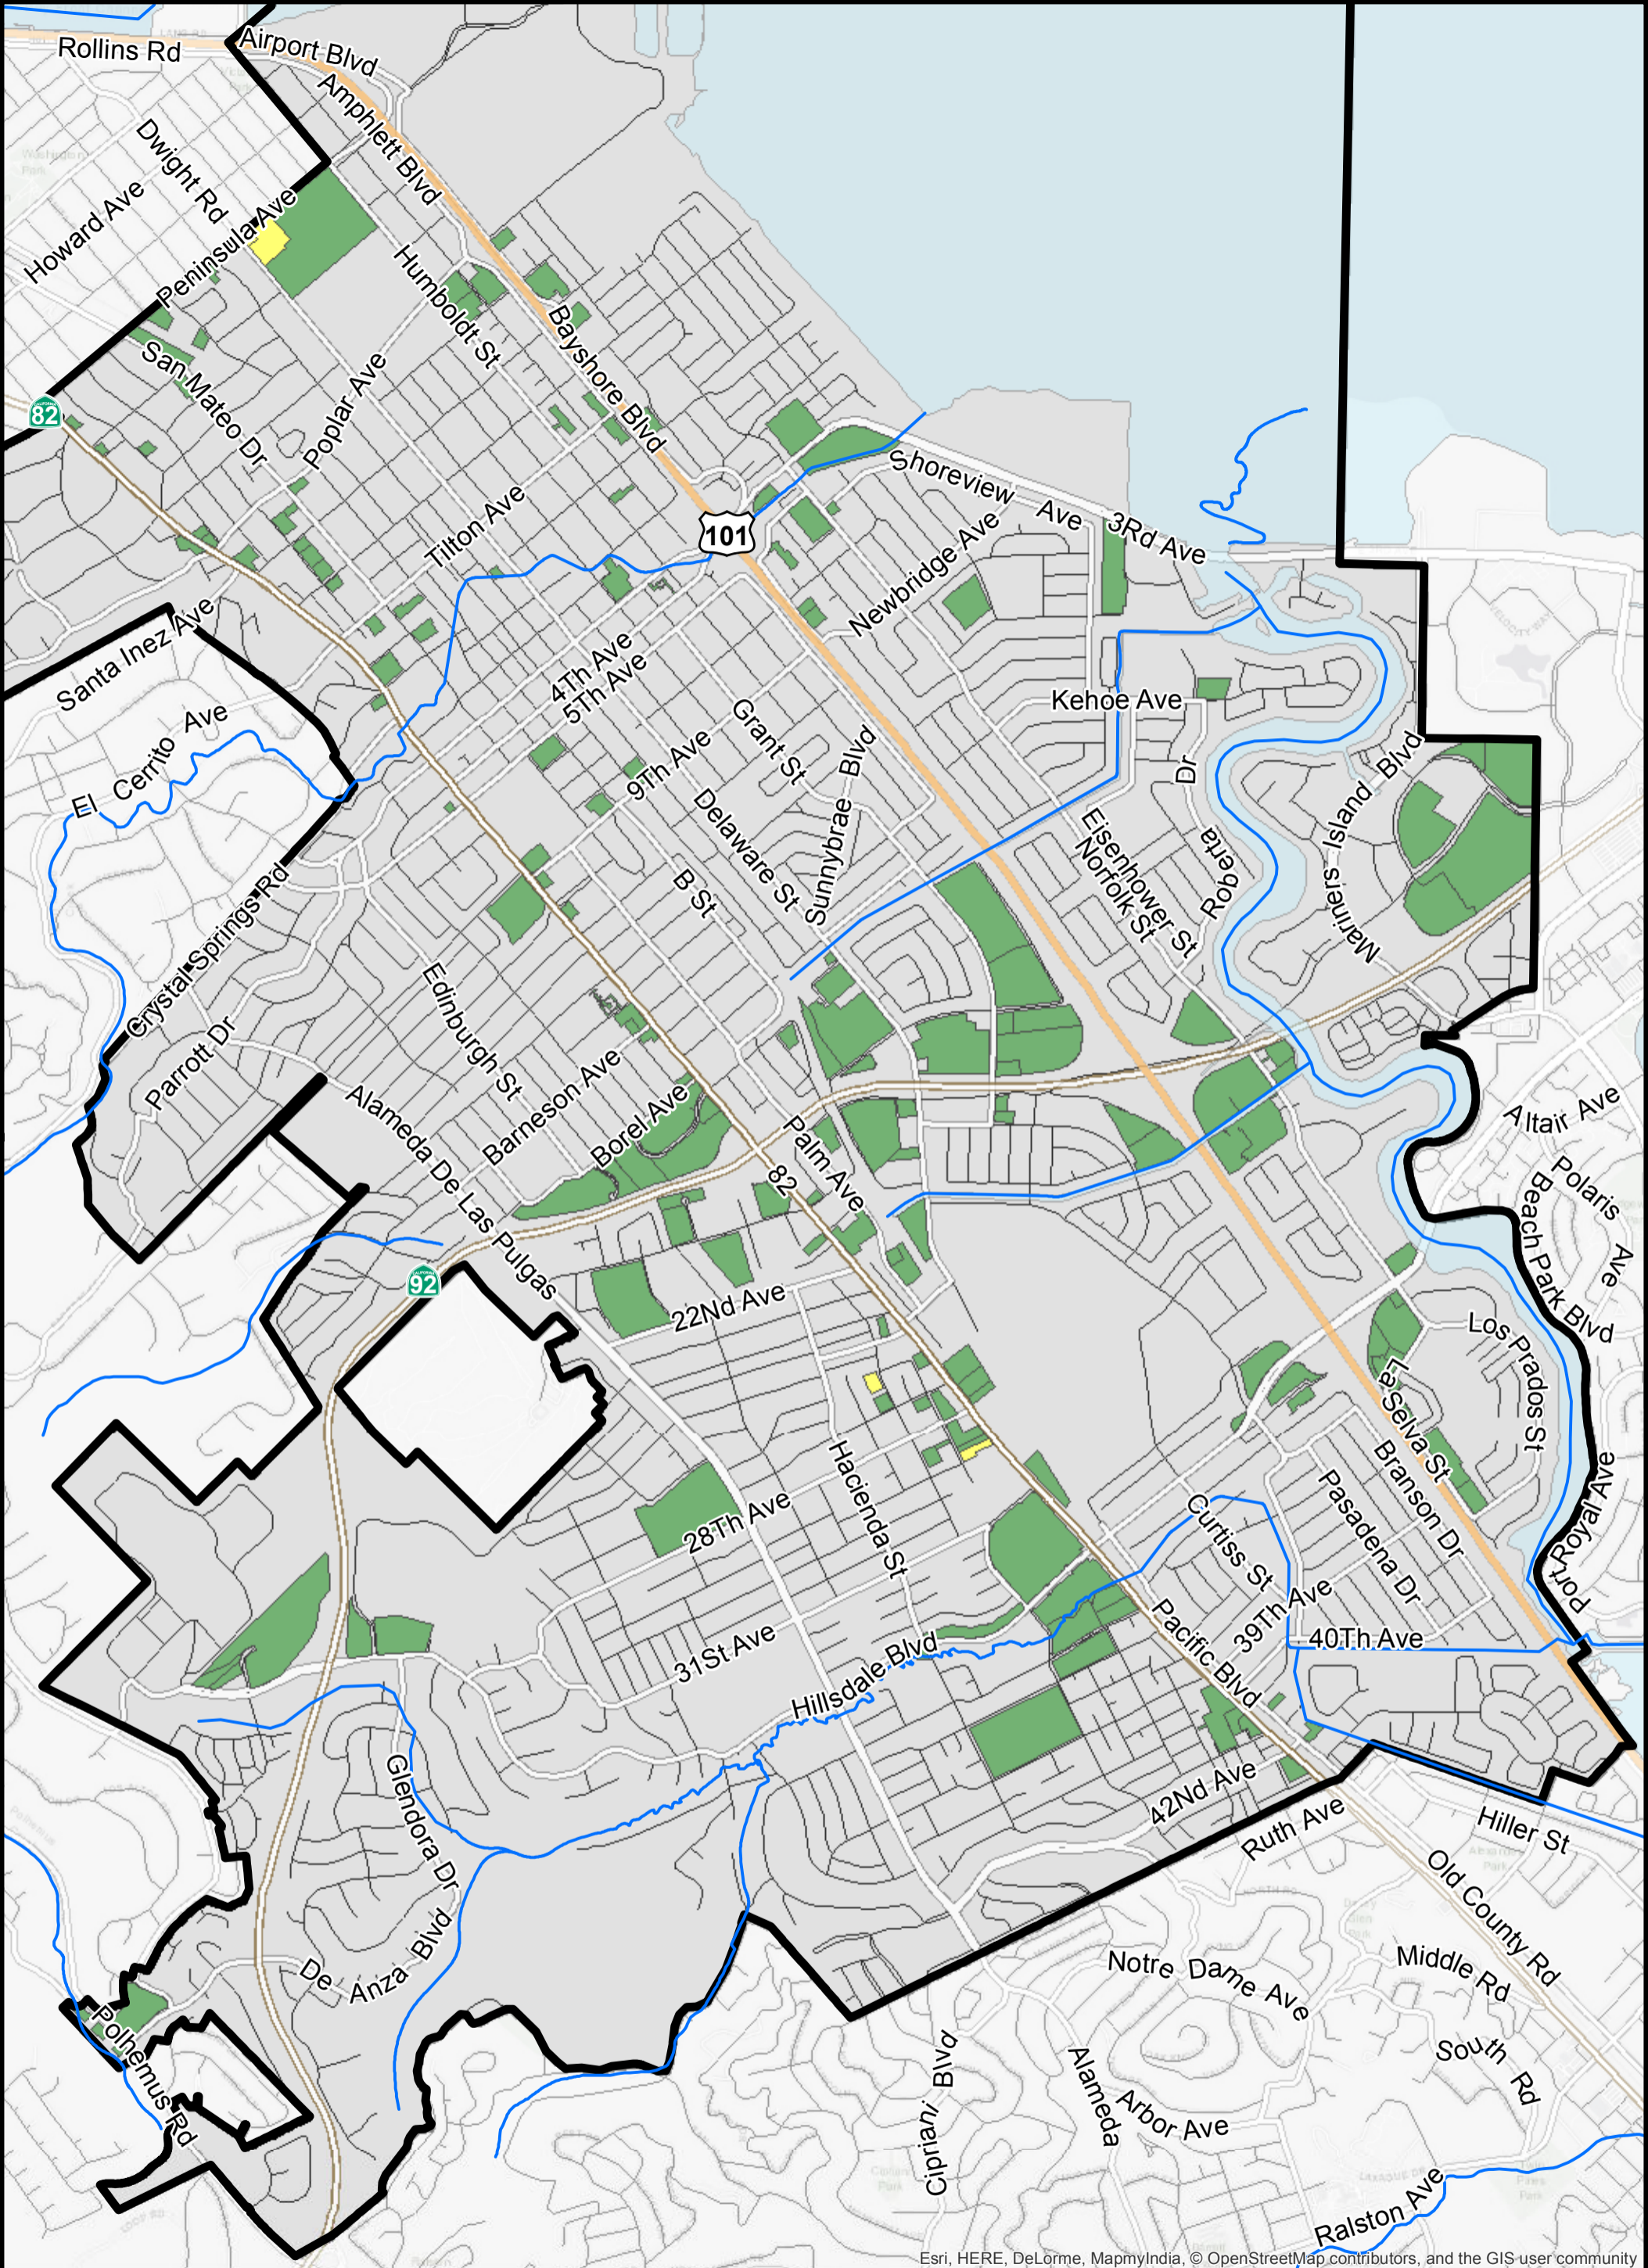 Rollins Rd
Airport Blvd
Amphlett Blvd
Dwight Rd
Howard Ave
Peninsula Ave
Humboldt St
Bayshore Blvd
San Mateo Dr
Poplar Ave
82
Tilton Ave
101
Shoreview Ave
3Rd Ave
Newbridge Ave
Santa Inez Ave
4Th Ave
5Th Ave
Kehoe Ave
El Cerrito Ave
Grant St
9Th Ave
Sunnybrae Blvd
Delaware St
B St
Eisenhower St
Norfolk St
Roberta Dr
Mariners Island Blvd
Crystal Springs Rd
Parrott Dr
Edinburgh St
Barneson Ave
Borel Ave
Alameda De Las Pulgas
Palm Ave
82
Altair Ave
Polaris Ave
Beach Park Blvd
92
22Nd Ave
Los Prados St
La Selva St
Branson Dr
Pasadena Dr
Hacienda St
28Th Ave
Curtiss St
Port Royal Ave
39Th Ave
40Th Ave
31St Ave
Hillsdale Blvd
Pacific Blvd
Glendora Dr
42Nd Ave
Ruth Ave
Hiller St
Old County Rd
De Anza Blvd
Notre Dame Ave
Middle Rd
South Rd
Polhemus Rd
Cipriani Blvd
Alameda
Arbor Ave
Ralston Ave
Esri, HERE, DeLorme, MapmyIndia, © OpenStreetMap contributors, and the GIS user community